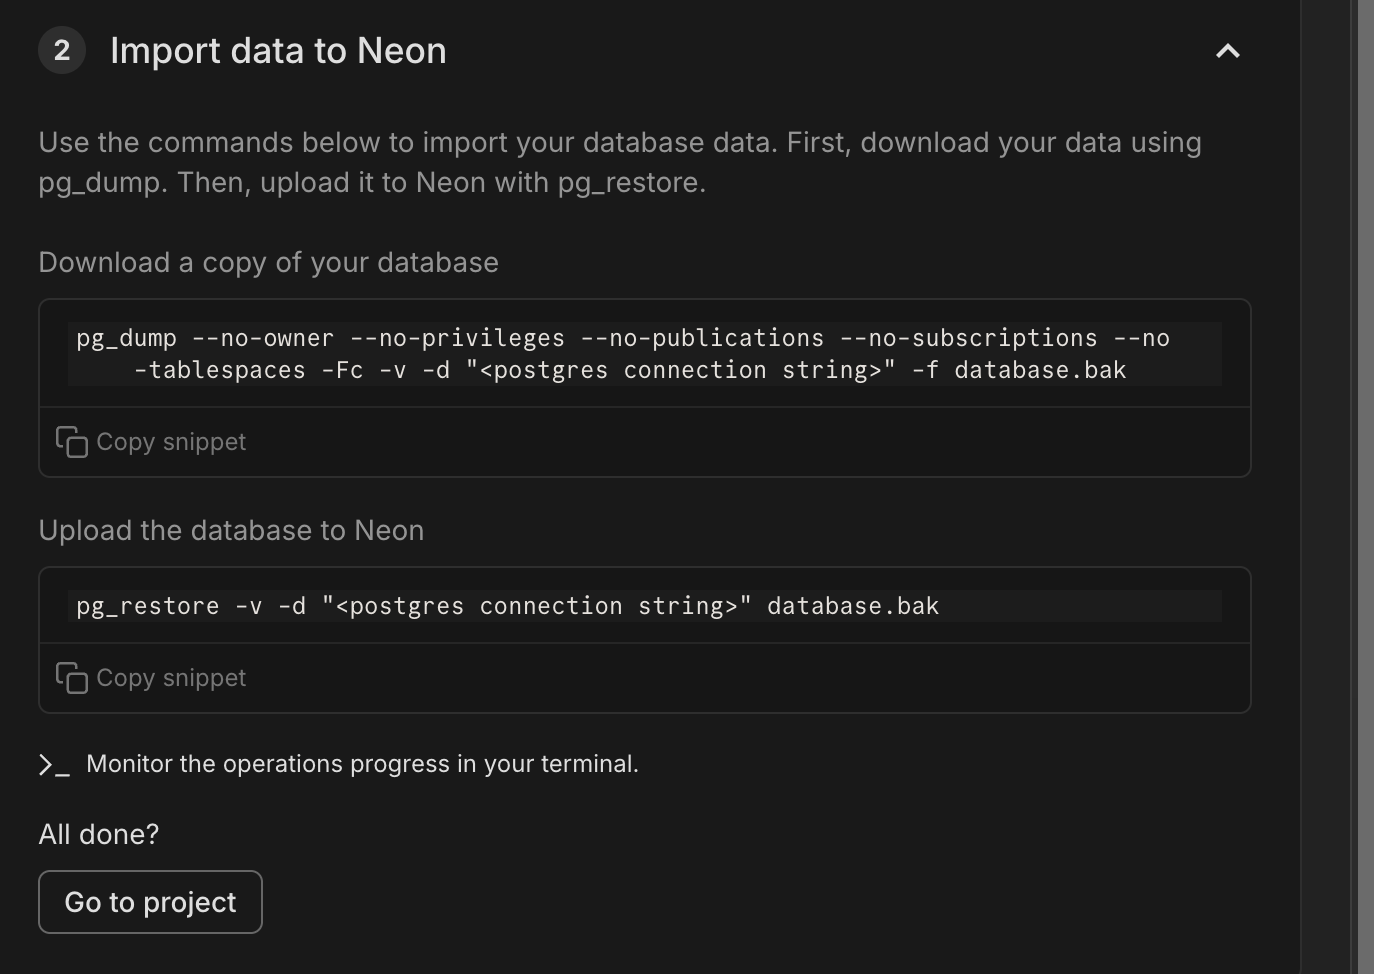 2 Import data to Neon
Use the commands below to import your database data. First, download your data using
pg_dump. Then, upload it to Neon with pg_restore.
Download a copy of your database
pg_dump --no-owner --no-privileges --no-publications --no-subscriptions --no
-tablespaces -Fc -v -d "<postgres connection string>" -f database.bak
Copy snippet
Upload the database to Neon
pg_restore -v -d "<postgres connection string>" database.bak
Copy snippet
>_ Monitor the operations progress in your terminal.
All done?
Go to project